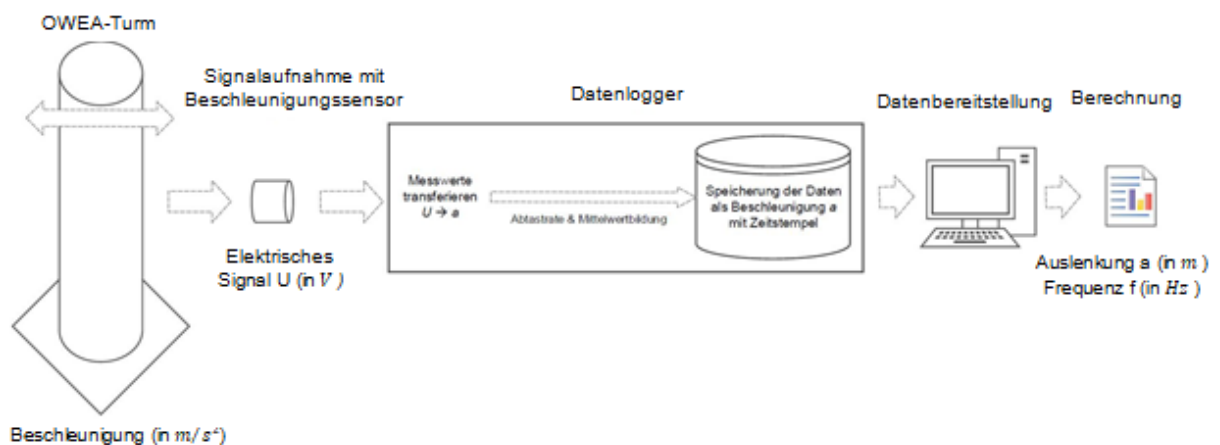 OWEA-Turm
Signalaufnahme mit
Beschleunigungssensor
Datenlogger
Datenbereitstellung
Berechnung
Messwerte
transferieren
U → a
Abtastrate & Mittelwertbildung
Speicherung der Daten
als Beschleunigung a
mit Zeitstempel
Elektrisches
Signal U (in V )
Auslenkung a (in m )
Frequenz f (in Hz )
Beschleunigung (in m/s²)